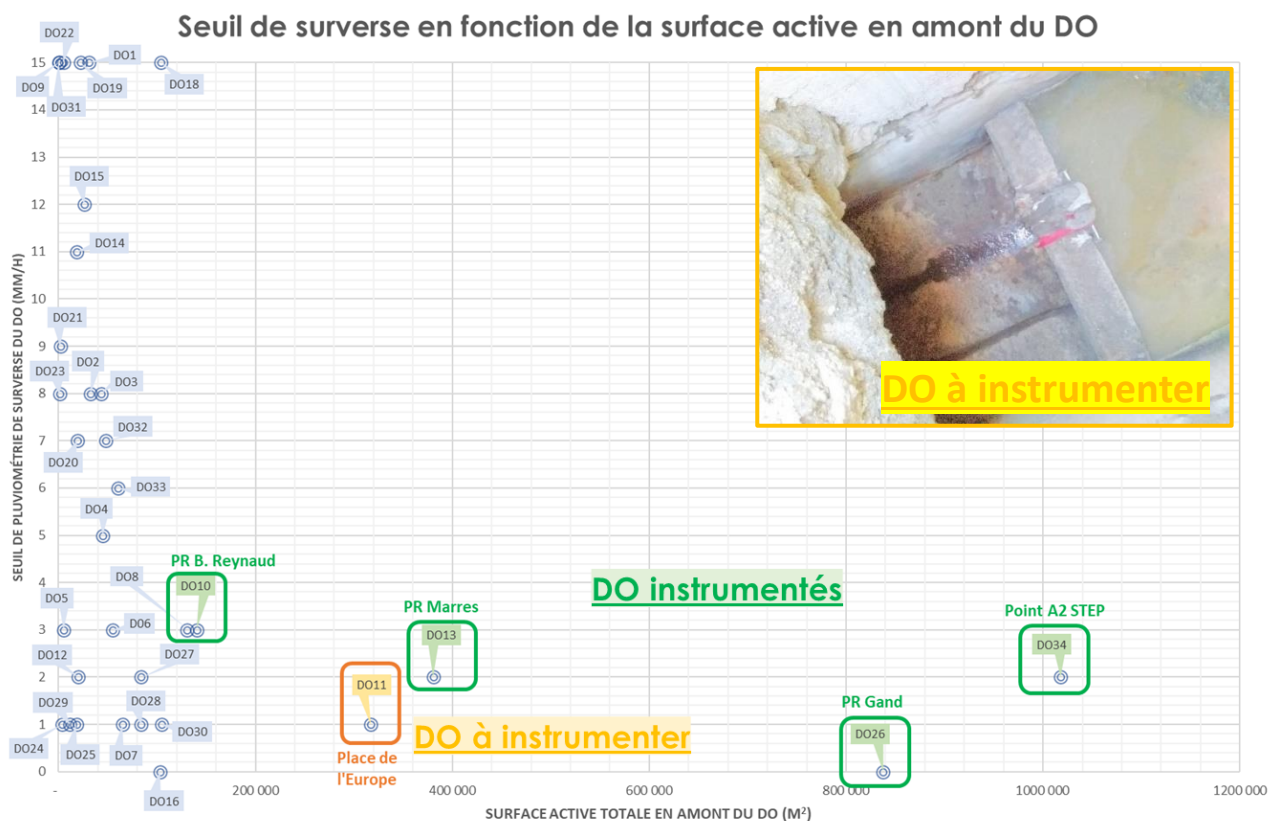 Seuil de surverse en fonction de la surface active en amont du DO
DO22
DO1
15
DO9
DO19
DO18
DO31
14
13
DO15
12
DO14
11
10
DO21
9
DO2
DO23
DO3
8
DO32
7
DO20
6
DO33
DO4
5
PR B. Reynaud
4
DO8
DO10
DO5
DO6
3
DO12
DO27
2
DO29
DO28
1
DO24
DO25
DO7
DO30
0
DO16
DO instrumentés
PR Marres
DO13
Point A2 STEP
DO34
DO11
Place de
l'Europe
DO à instrumenter
PR Gand
DO26
DO à instrumenter
-
200 000
400 000
600 000
800 000
1000 000
1200 000
SURFACE ACTIVE TOTALE EN AMONT DU DO (M²)
SEUIL DE PLUVIOMÉTRIE DE SURVERSE DU DO (MM/H)